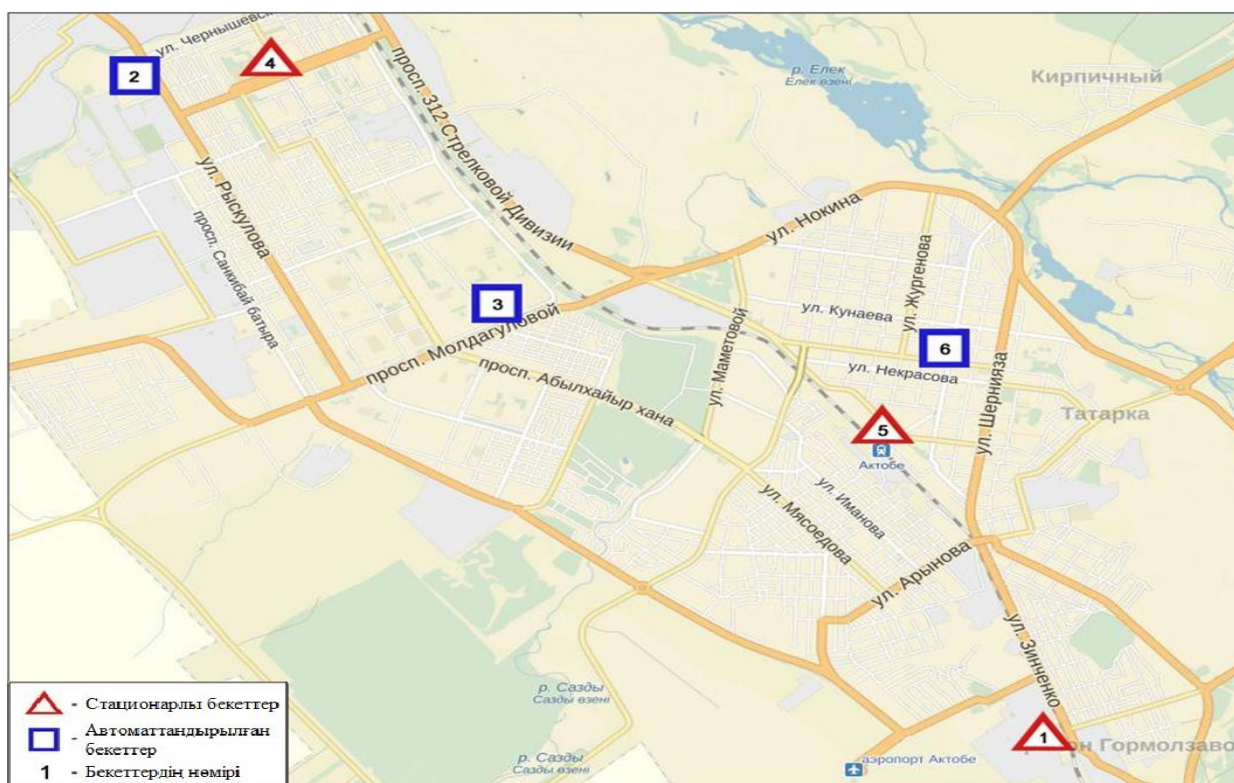 ул. Чернышевск
2
4
просп. 312 Стрелковой Дивизии
р. Елек
Елек өзені
Кирпичный
ул. Рыскулова
просп. Санкибай батыра
ул. Нокина
ул. Жургенова
3
просп. Молдагуловой
ул. Кунаева
6
ул. Некрасова
ул. Маметовой
просп. Абылхайыр хана
ул. Шернияза
Татарка
5
Актобе
ул. Иманова
ул. Мясоедова
ул. Арынова
ул. Зинченко
р. Сазды
Сазды өзені
р. Сазды
Сазды өзені
1
он Гормолзаво
аэропорт Актобе
- Стационарлы бекеттер
- Автоматтандырылған
бекеттер
1 - Бекеттердің нөмірі